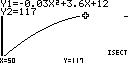 Y1=-0.03X²+3.6X+12
Y2=117
ISECT
X=50 Y=117